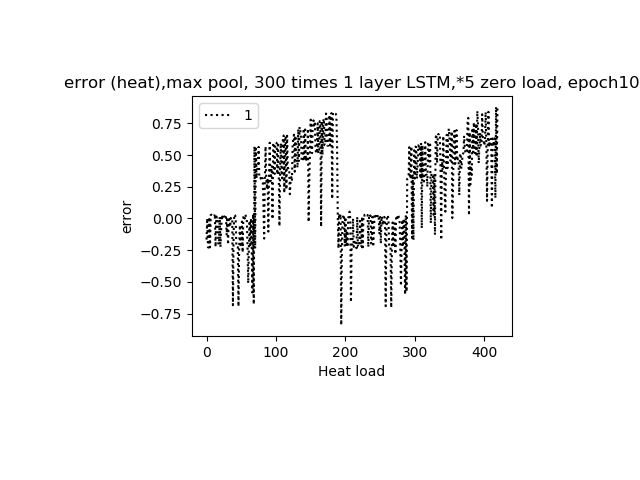 error (heat),max pool, 300 times 1 layer LSTM,*5 zero load, epoch10
1
error
0.75
0.50
0.25
0.00
−0.25
−0.50
−0.75
0 100 200 300 400
Heat load